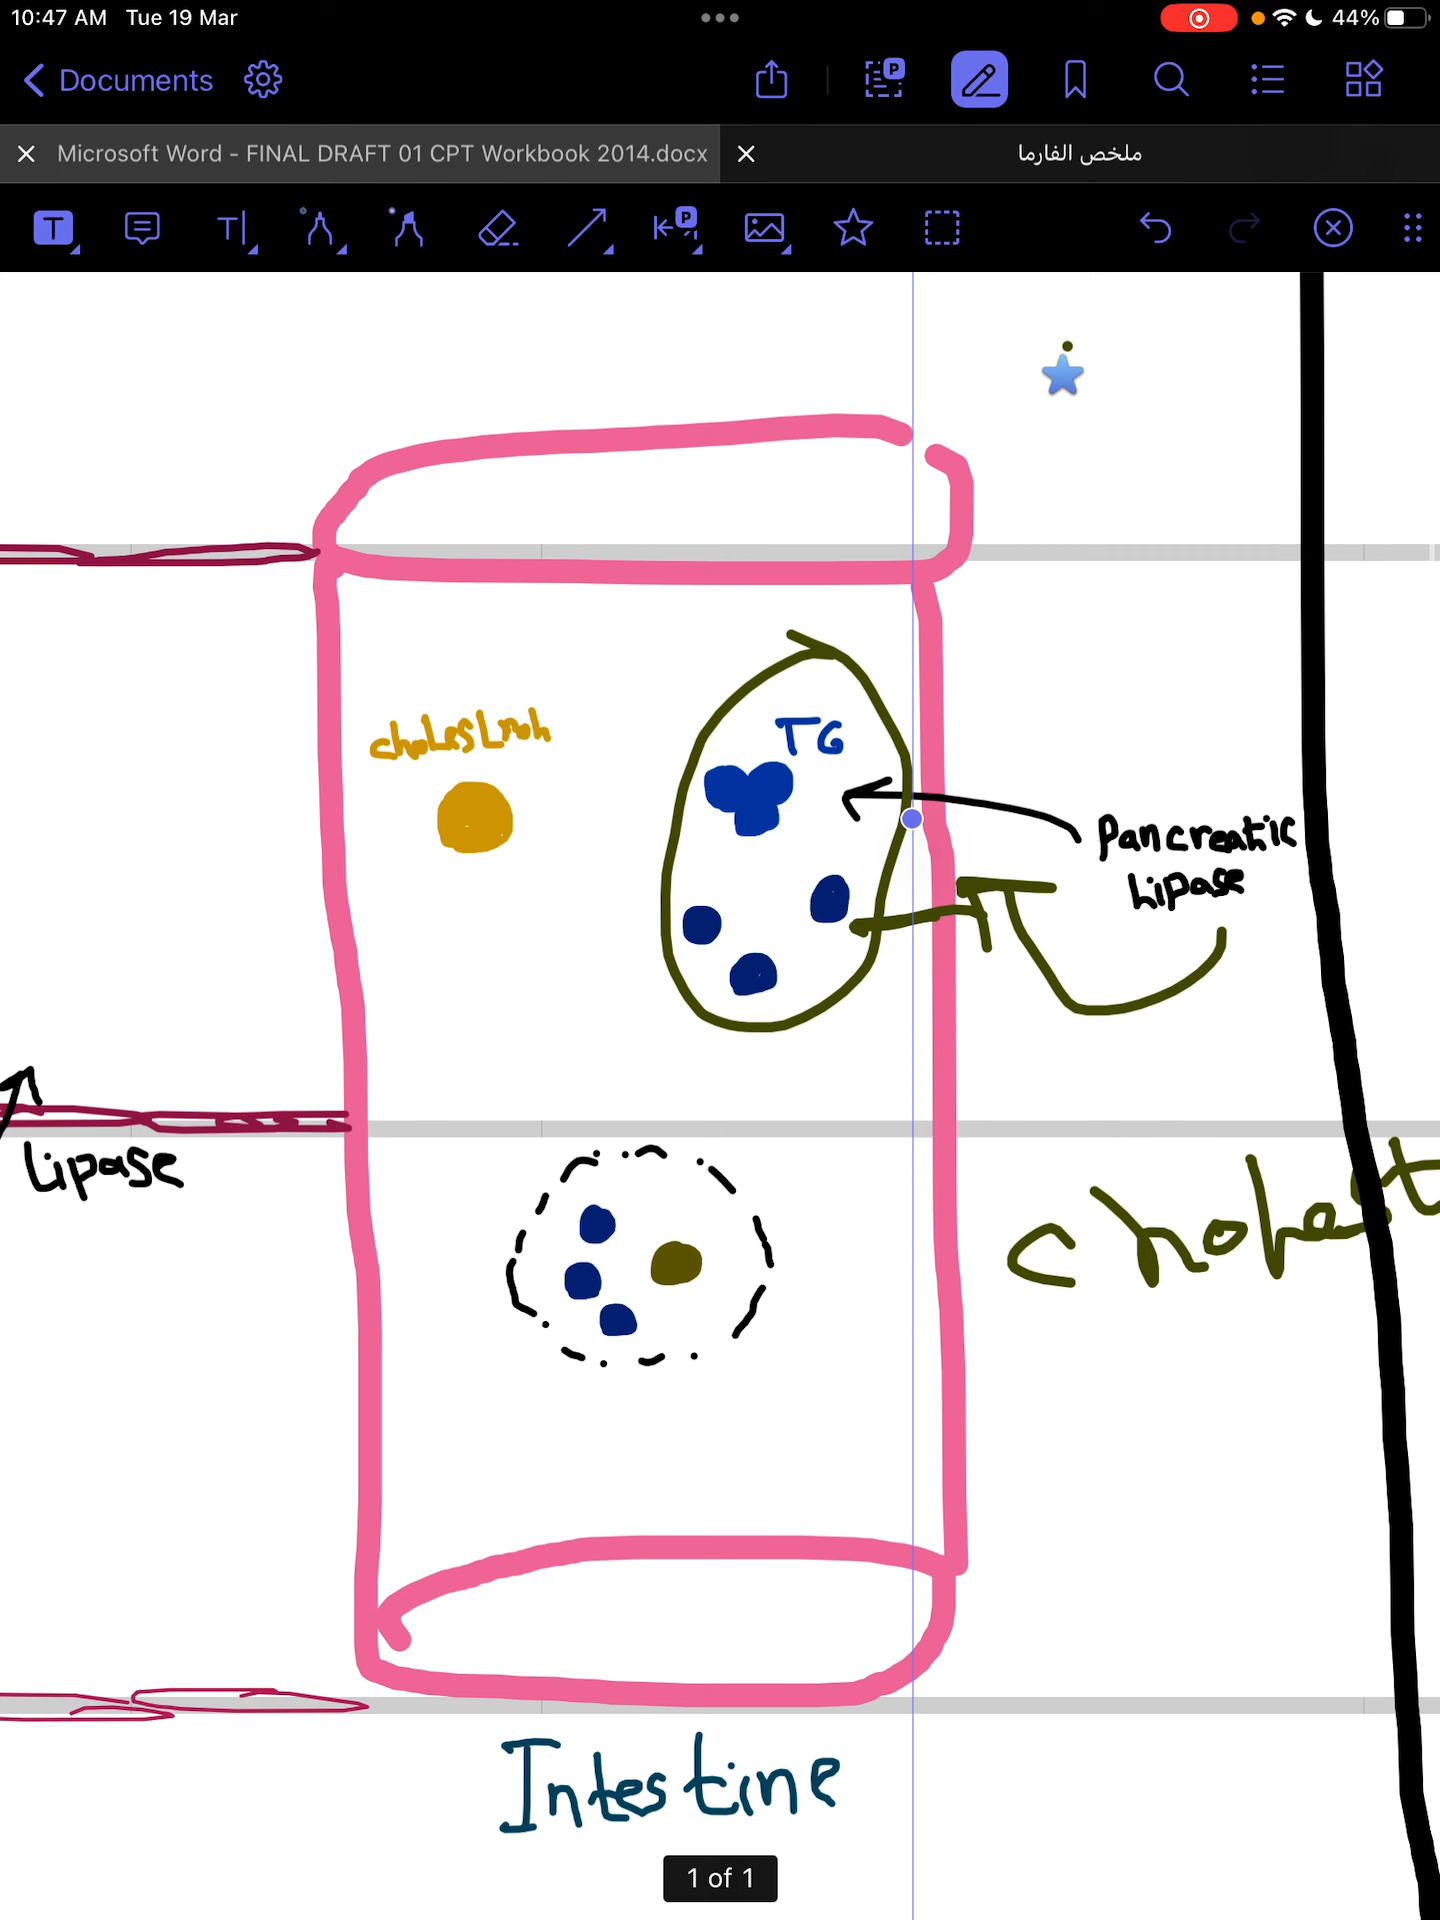 10:47 AM Tue 19 Mar
44%
Documents
Microsoft Word - FINAL DRAFT 01 CPT Workbook 2014.docx
ملخص الفارما
TG
Pancreatic
Lipase
Lipase
Intestine
1 of 1